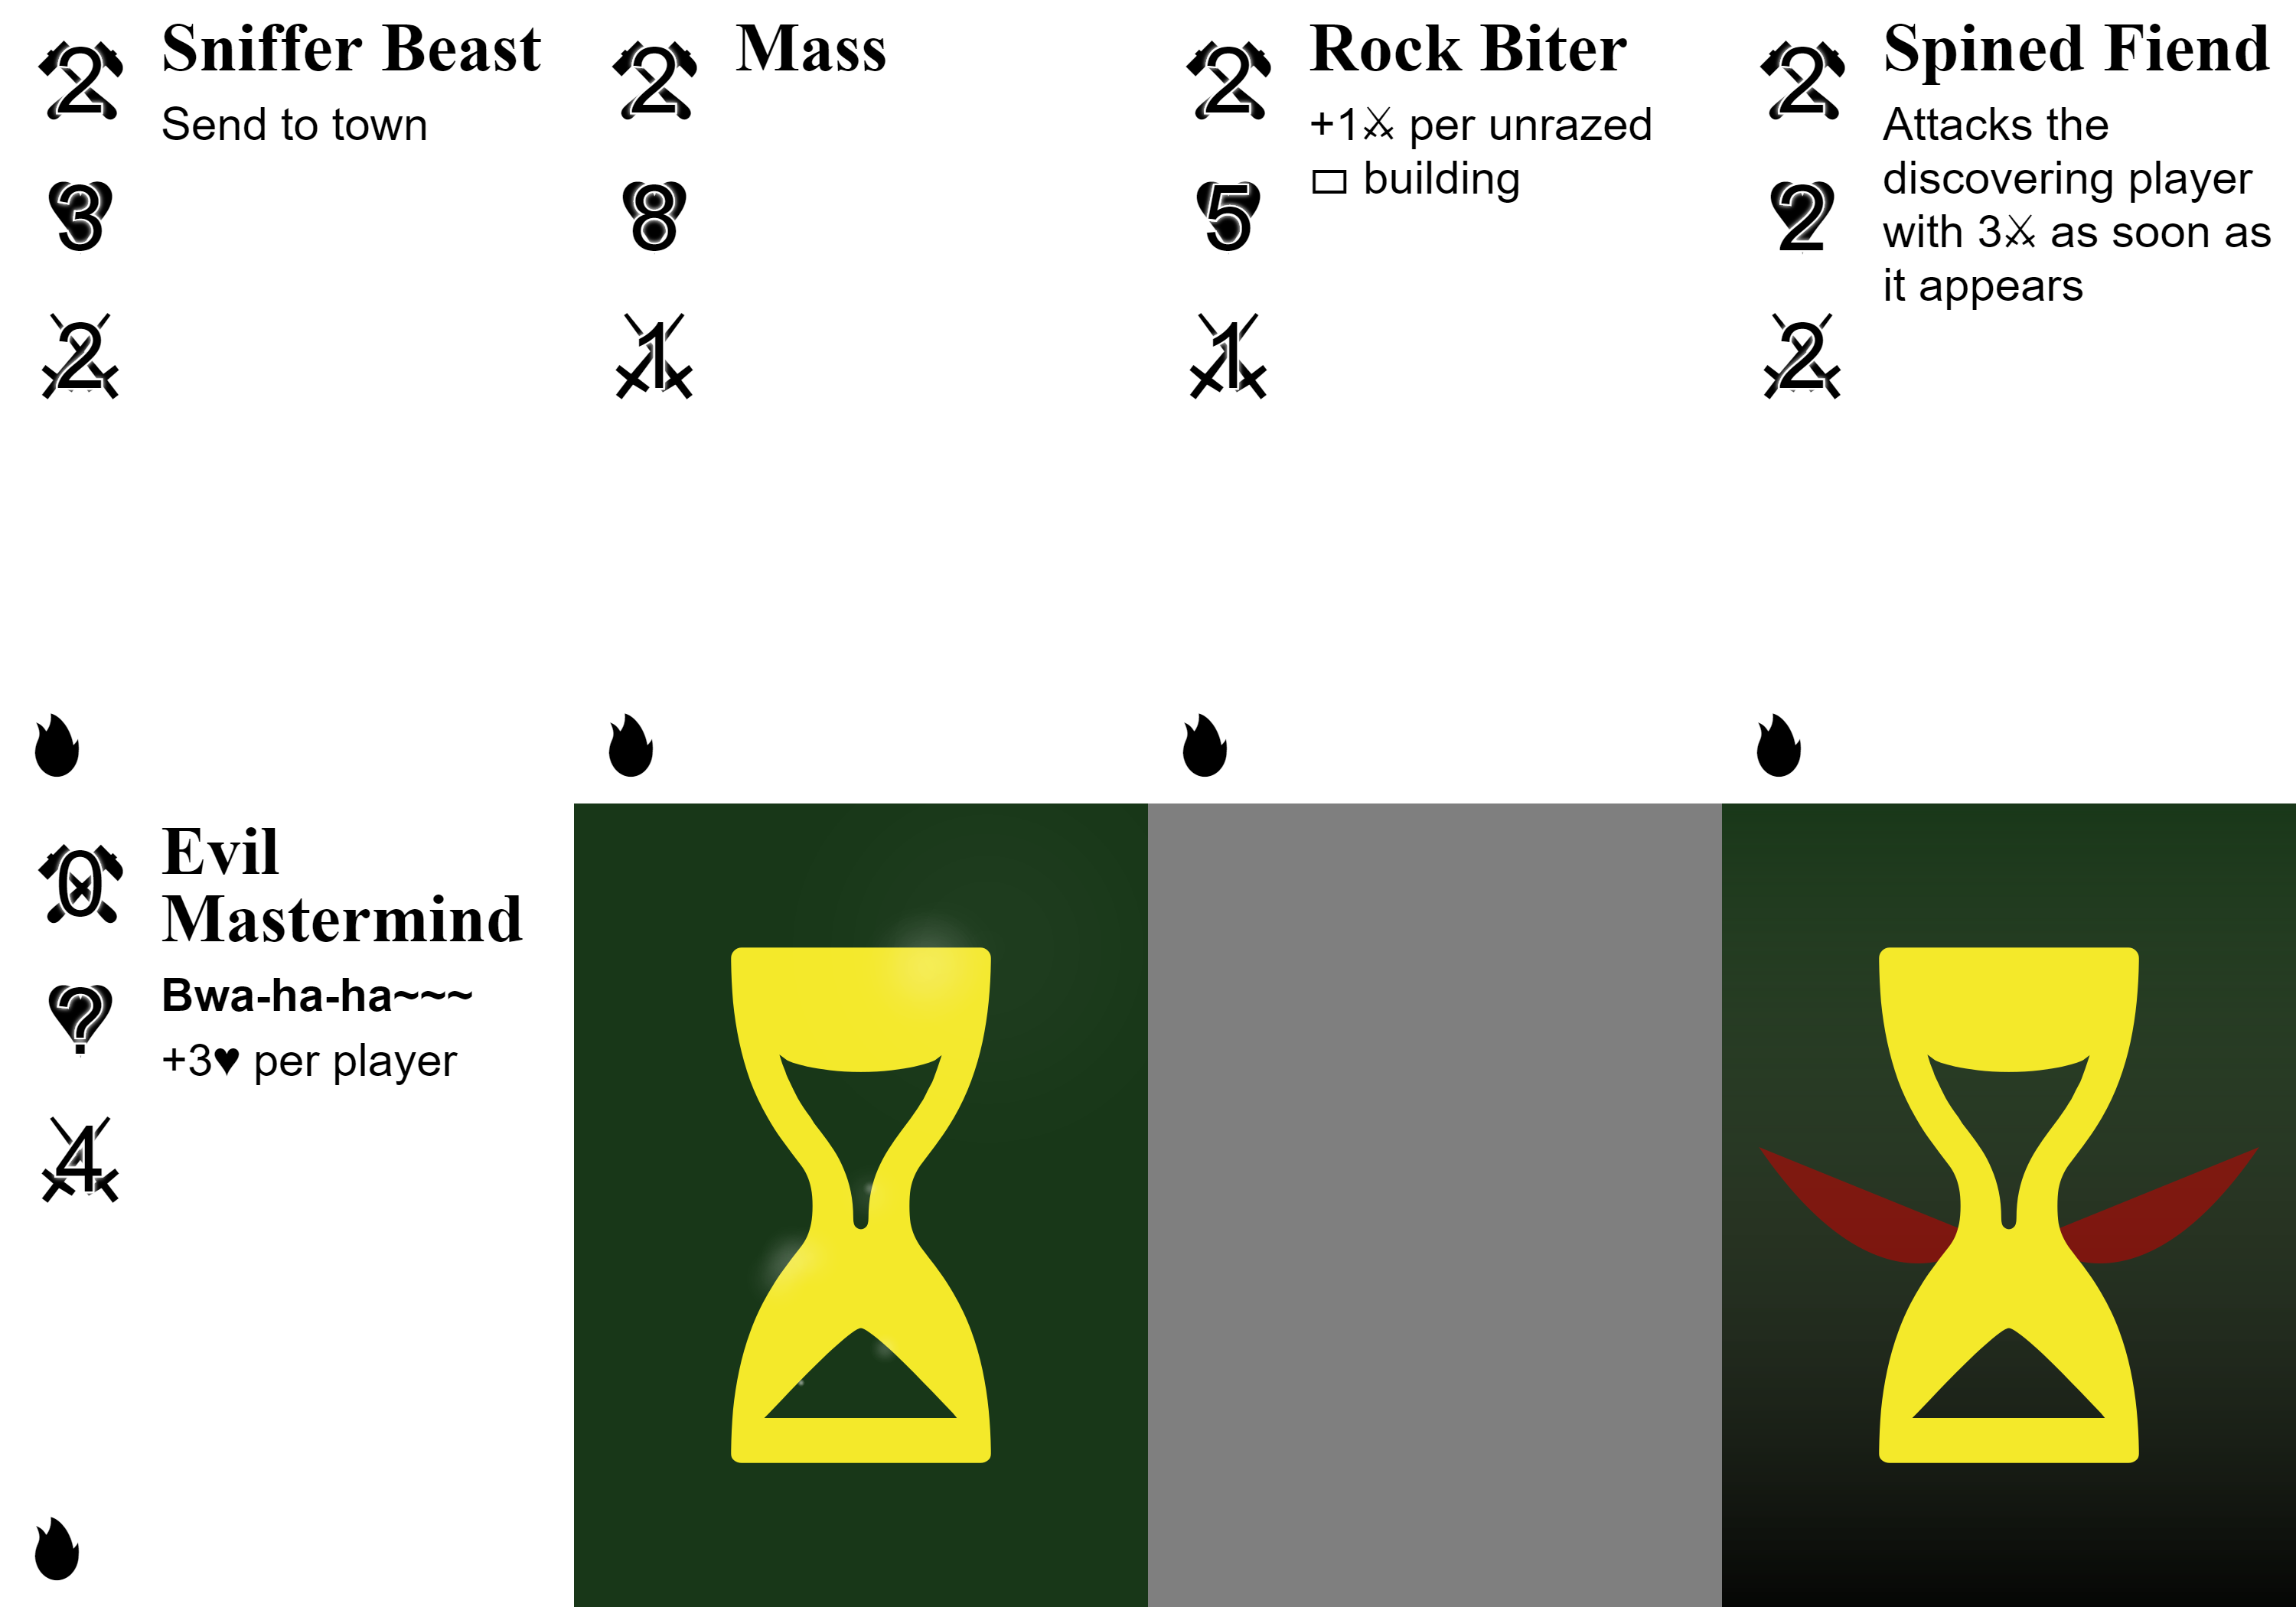 2
Sniffer Beast
Send to town
3
2
2
Mass
8
1
2
Rock Biter
+1⚔ per unrazed
▭ building
5
1
2
Spined Fiend
Attacks the
discovering player
with 3⚔ as soon as
it appears
2
2
0
Evil
Mastermind
Bwa-ha-ha~~~
+3♥ per player
?
4